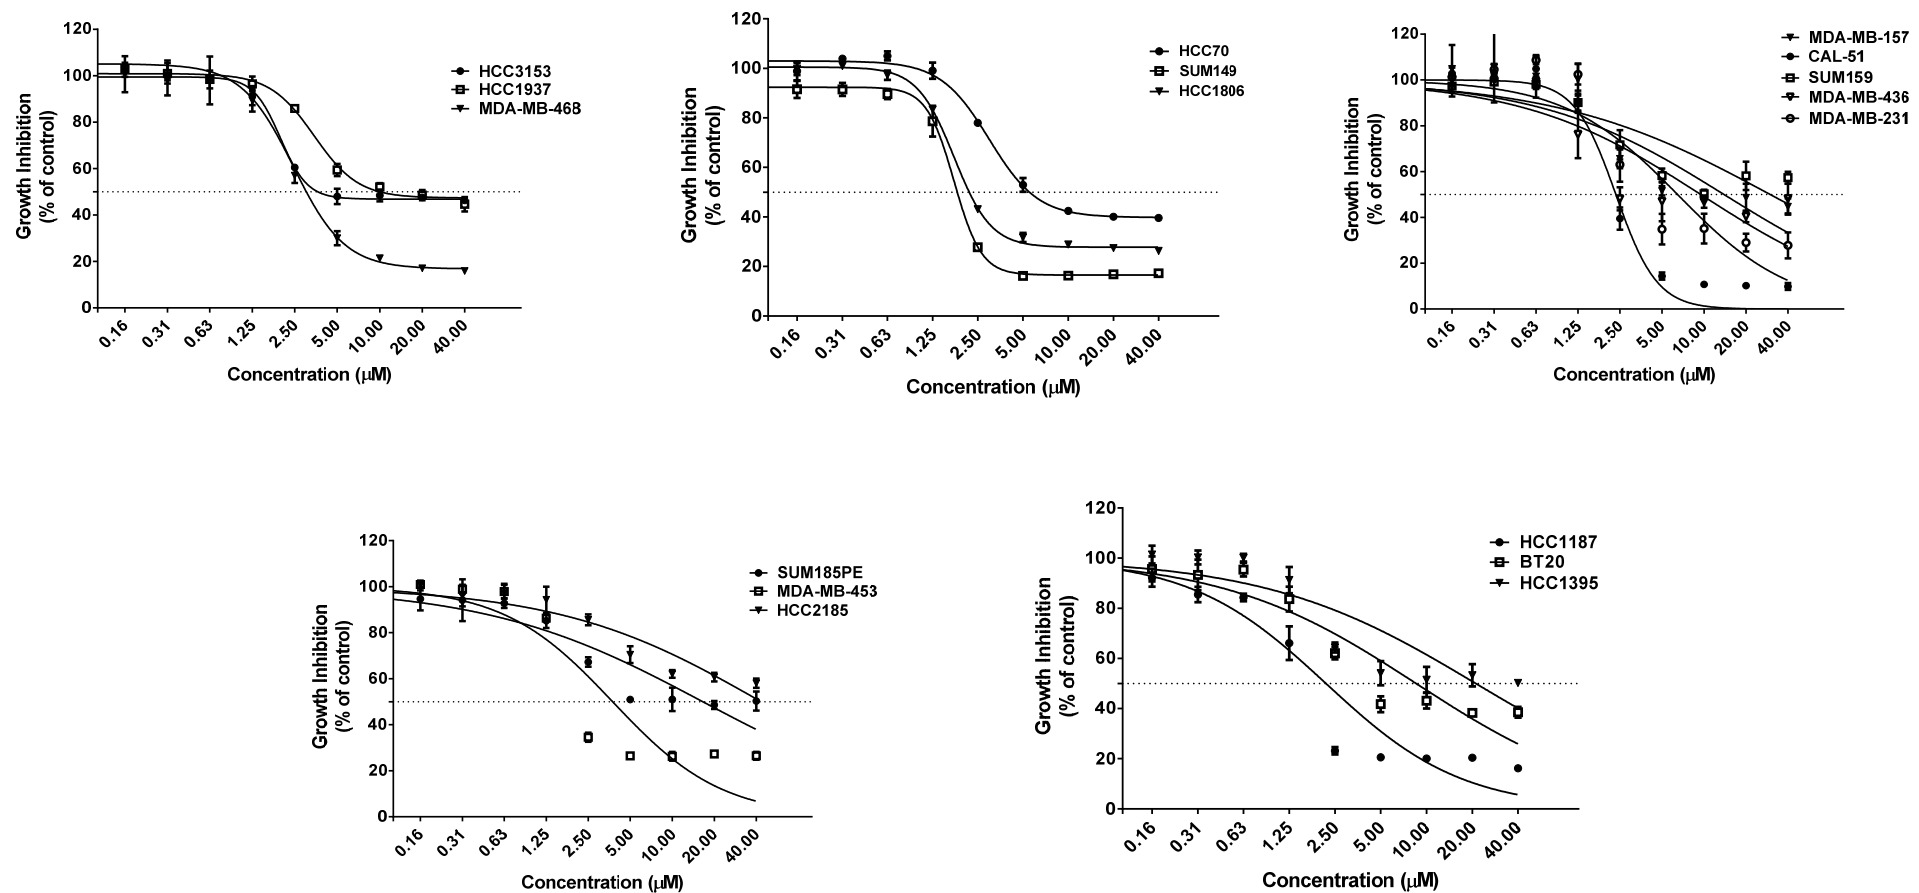 120
100
80
60
40
20
0
Growth Inhibition
(% of control)
HCC3153
HCC1937
MDA-MB-468
0.16 0.31 0.63 1.25 2.50 5.00 10.00 20.00 40.00
Concentration (μM)
120
100
80
60
40
20
0
Growth Inhibition
(% of control)
HCC70
SUM149
HCC1806
0.16 0.31 0.63 1.25 2.50 5.00 10.00 20.00 40.00
Concentration (μM)
120
100
80
60
40
20
0
Growth Inhibition
(% of control)
MDA-MB-157
CAL-51
SUM159
MDA-MB-436
MDA-MB-231
0.16 0.31 0.63 1.25 2.50 5.00 10.00 20.00 40.00
Concentration (μM)
120
100
80
60
40
20
0
Growth Inhibition
(% of control)
SUM185PE
MDA-MB-453
HCC2185
0.16 0.31 0.63 1.25 2.50 5.00 10.00 20.00 40.00
Concentration (μM)
120
100
80
60
40
20
0
Growth Inhibition
(% of control)
HCC1187
BT20
HCC1395
0.16 0.31 0.63 1.25 2.50 5.00 10.00 20.00 40.00
Concentration (μM)